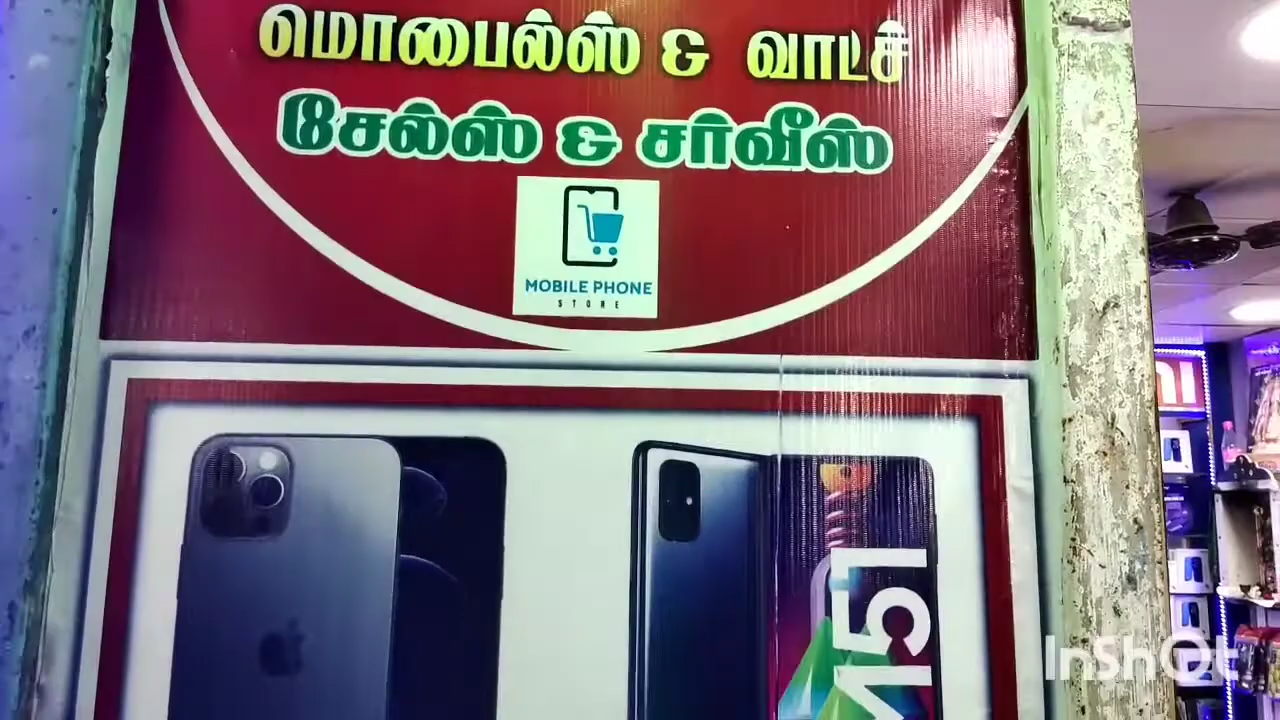 மொபைல்ஸ் & வாட்ச்
சேல்ஸ் & சர்வீஸ்
MOBILE PHONE
STORE
M51
InShOt